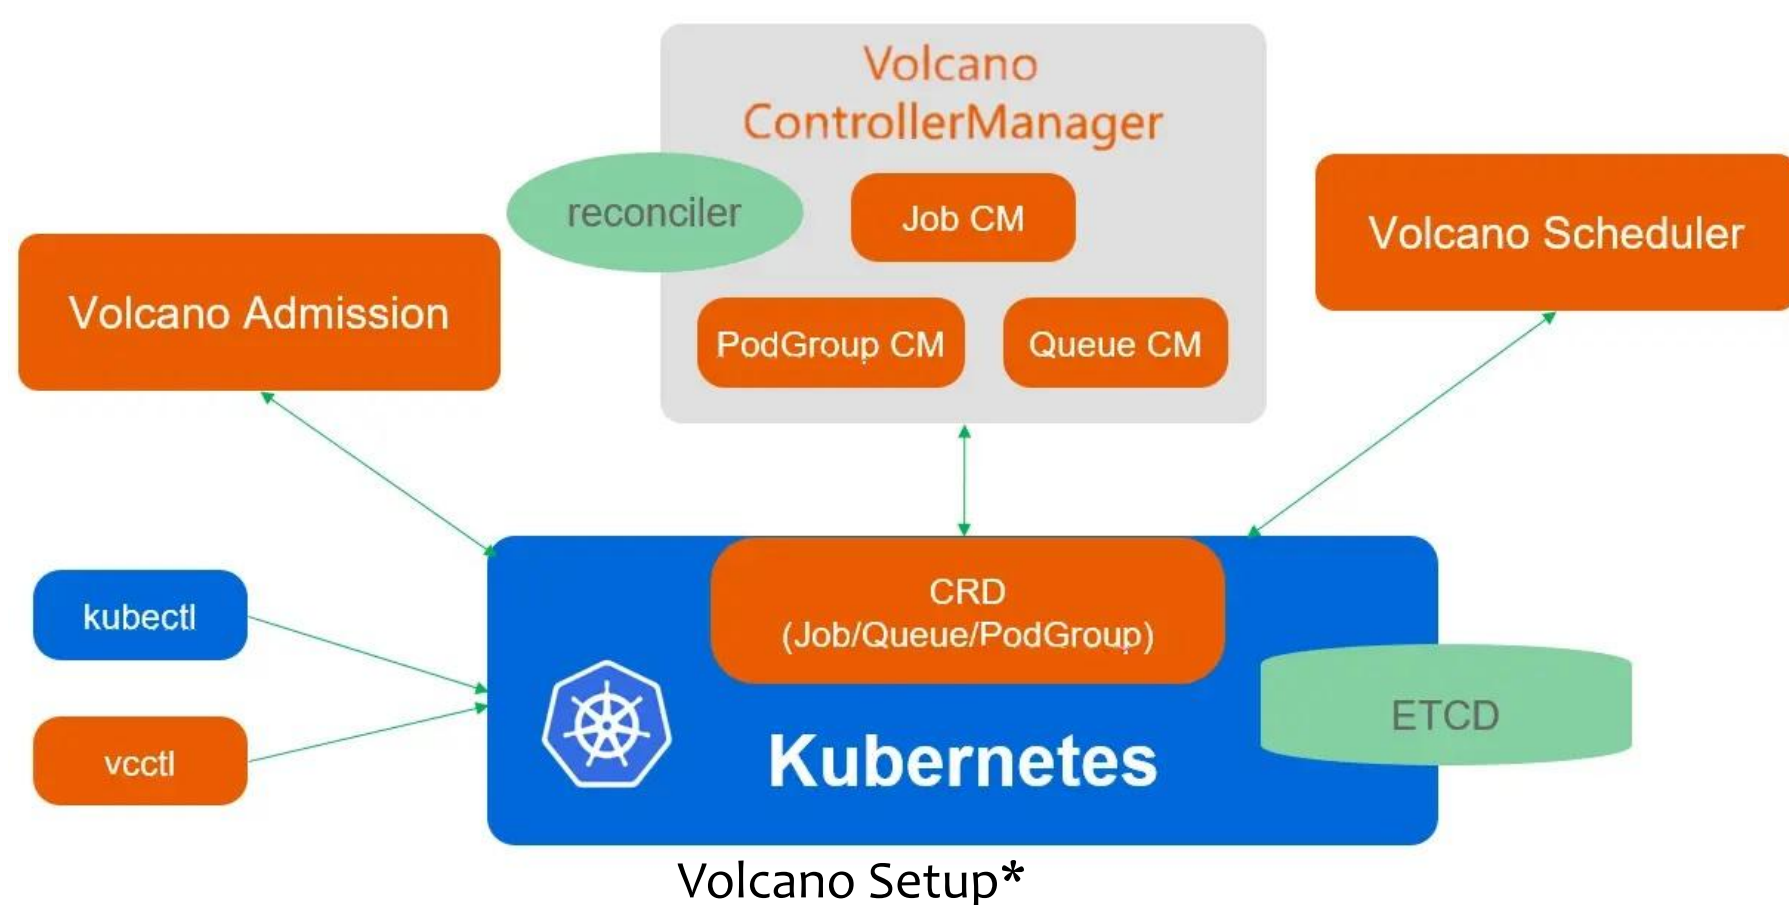 Volcano
ControllerManager
reconciler
Job CM
Volcano Scheduler
Volcano Admission
PodGroup CM
Queue CM
kubectl
CRD
(Job/Queue/PodGroup)
ETCD
vcctl
Kubernetes
Volcano Setup*